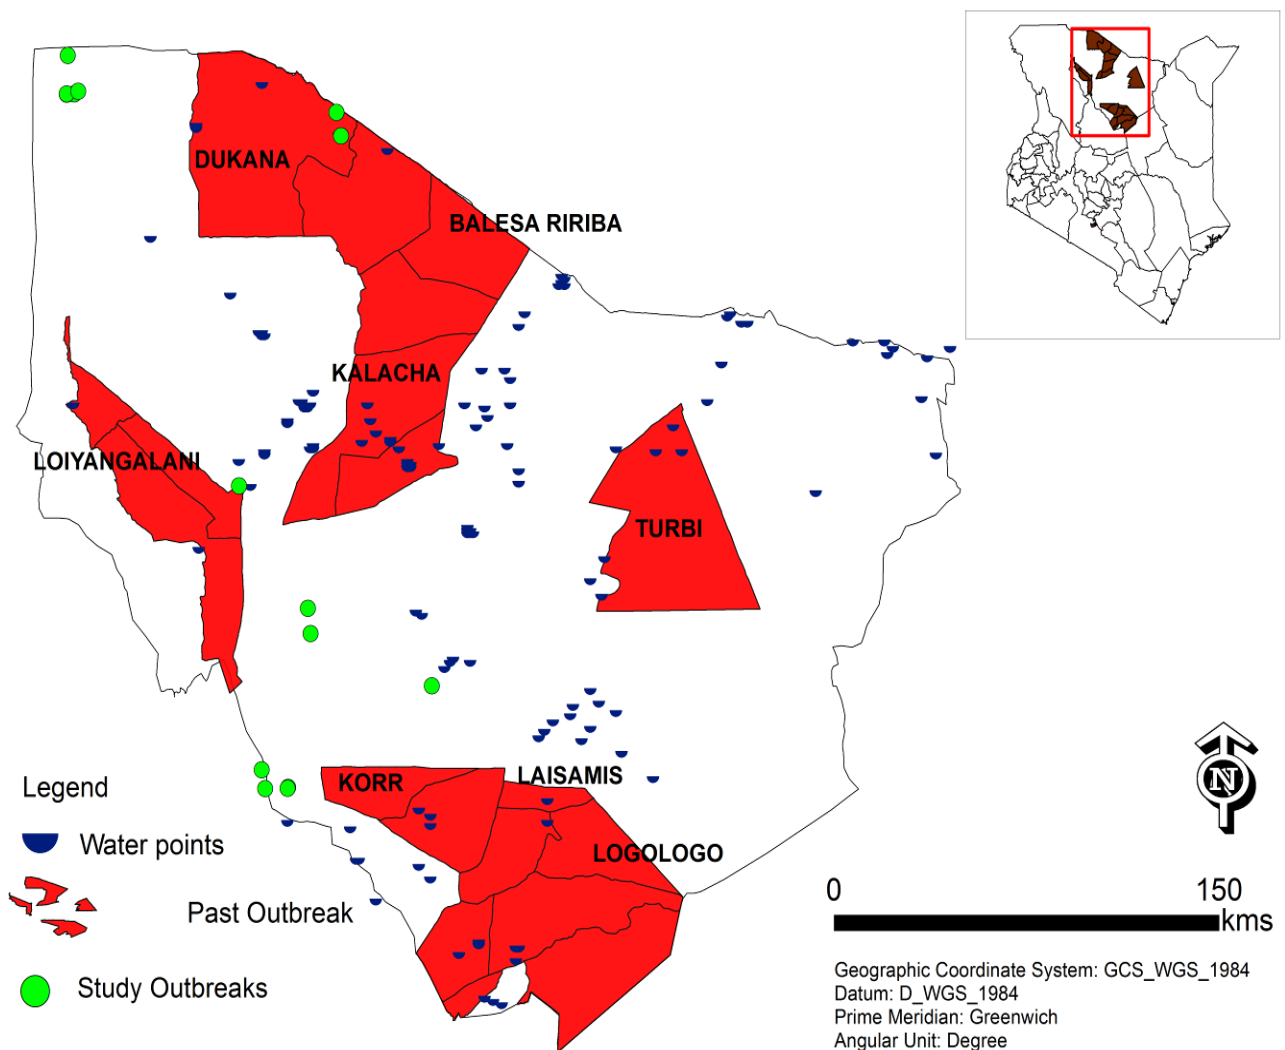 DUKANA
BALESA RIRIBA
KALACHA
LOIYANGALANI
TURBI
KORR
LAISAMIS
LOGOLOGO
Legend
Water points
Past Outbreak
Study Outbreaks
N
0 150
kms
Geographic Coordinate System: GCS_WGS_1984
Datum: D_WGS_1984
Prime Meridian: Greenwich
Angular Unit: Degree